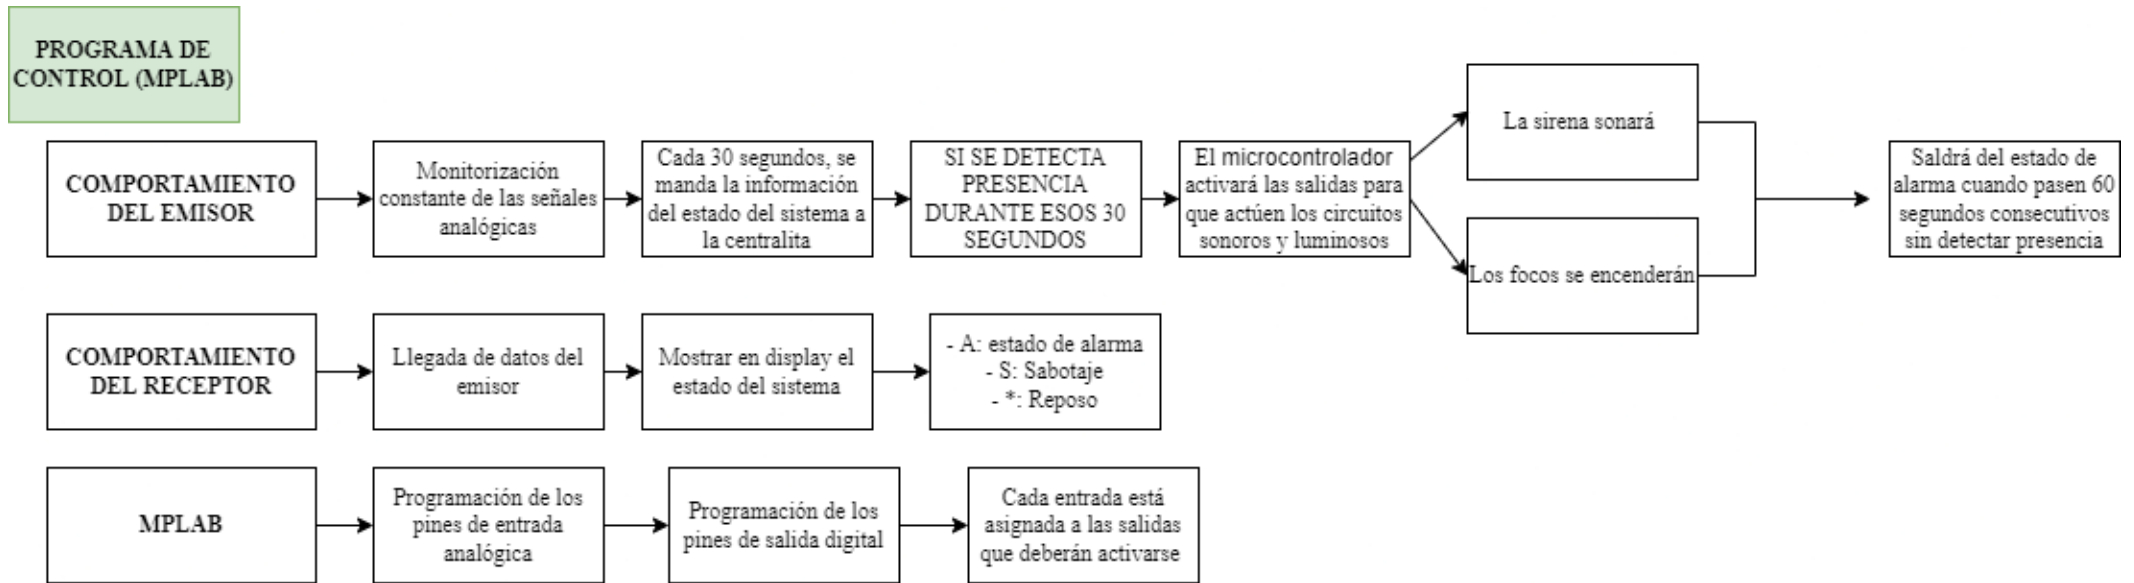 PROGRAMA DE
CONTROL (MPLAB)
COMPORTAMIENTO
DEL EMISOR
Monitorización
constante de las señales
analógicas
Cada 30 segundos, se
manda la información
del estado del sistema a
la centralita
SI SE DETECTA
PRESENCIA
DURANTE ESOS 30
SEGUNDOS
El microcontrolador
activará las salidas para
que actúen los circuitos
sonoros y luminosos
La sirena sonará
Los focos se encenderán
Saldrá del estado de
alarma cuando pasen 60
segundos consecutivos
sin detectar presencia
COMPORTAMIENTO
DEL RECEPTOR
Llegada de datos del
emisor
Mostrar en display el
estado del sistema
- A: estado de alarma
- S: Sabotaje
- *: Reposo
MPLAB
Programación de los
pines de entrada
analógica
Programación de los
pines de salida digital
Cada entrada está
asignada a las salidas
que deberán activarse